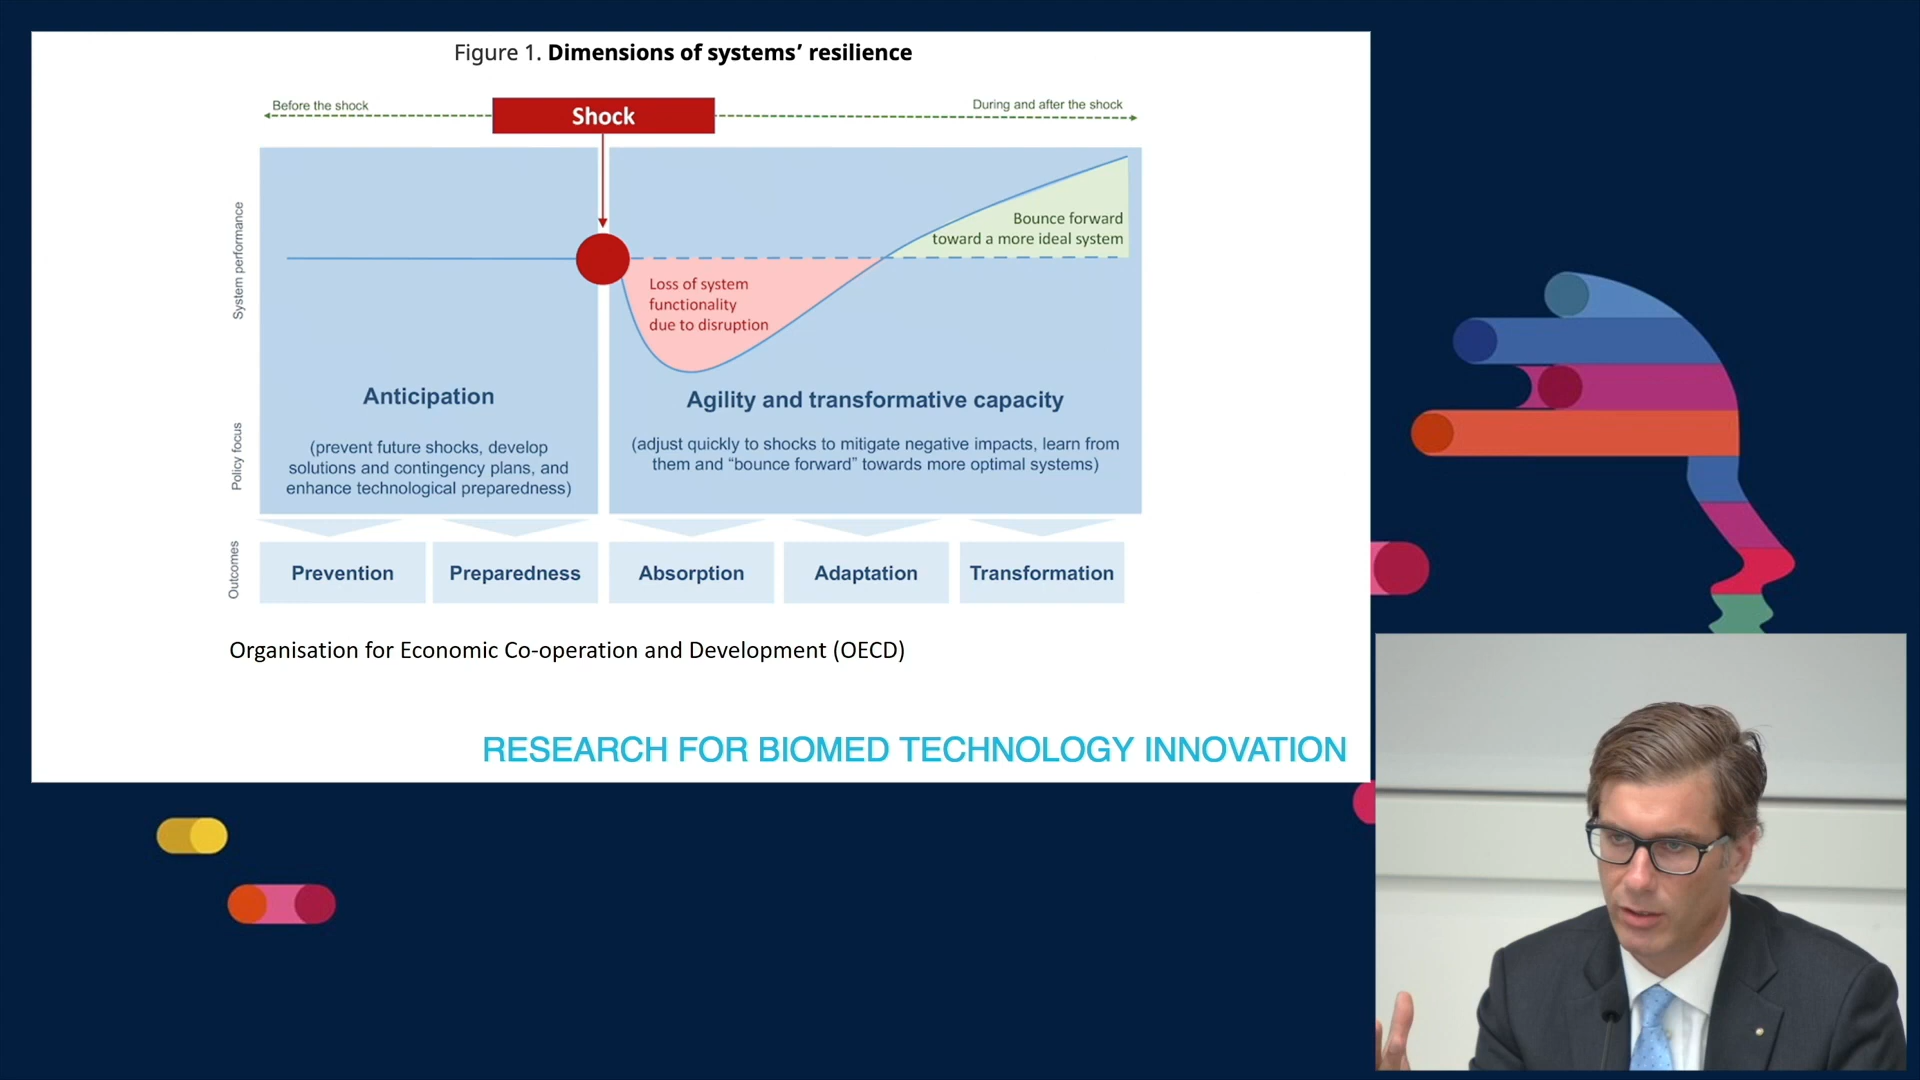 Figure 1. Dimensions of systems’ resilience
Before the shock
Shock
During and after the shock
System performance
Bounce forward
toward a more ideal system
Loss of system
functionality
due to disruption
Policy focus
Anticipation
(prevent future shocks, develop
solutions and contingency plans, and
enhance technological preparedness)
Agility and transformative capacity
(adjust quickly to shocks to mitigate negative impacts, learn from
them and “bounce forward” towards more optimal systems)
Outcomes
Prevention
Preparedness
Absorption
Adaptation
Transformation
Organisation for Economic Co-operation and Development (OECD)
RESEARCH FOR BIOMED TECHNOLOGY INNOVATION